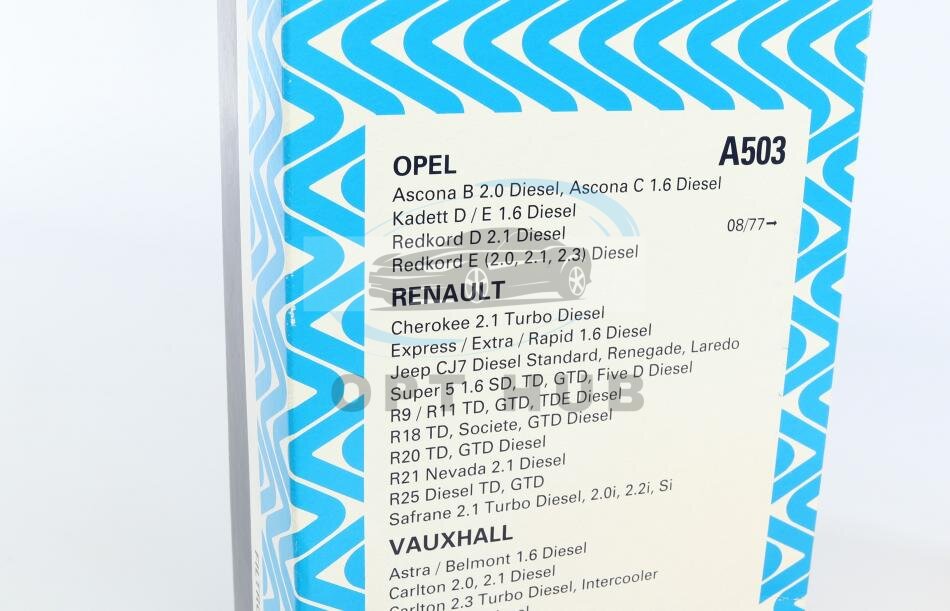 A503
OPEL
Ascona B 2.0 Diesel, Ascona C 1.6 Diesel
Kadett D / E 1.6 Diesel
08/77→
Redkord D 2.1 Diesel
Redkord E (2.0, 2.1, 2.3) Diesel
RENAULT
Cherokee 2.1 Turbo Diesel
Express / Extra / Rapid 1.6 Diesel
Jeep CJ7 Diesel Standard, Renegade, Laredo
Super 5 1.6 SD, TD, GTD, Five D Diesel
OPT HUB
R9 / R11 TD, GTD, TDE Diesel
R18 TD, Societe, GTD Diesel
R20 TD, GTD Diesel
R21 Nevada 2.1 Diesel
R25 Diesel TD, GTD
Safrane 2.1 Turbo Diesel, 2.0i, 2.2i, Si
VAUXHALL
Astra / Belmont 1.6 Diesel
Carlton 2.0, 2.1 Diesel
Carlton 2.3 Turbo Diesel, Intercooler